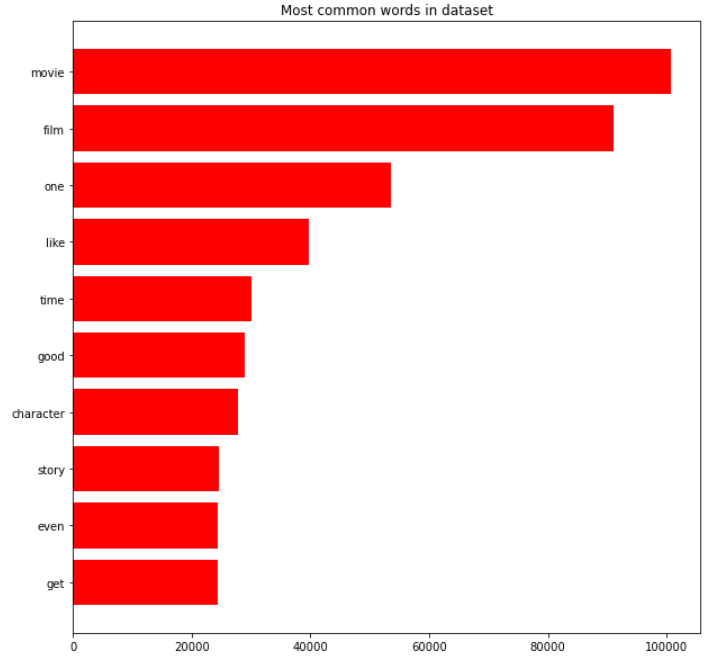 Most common words in dataset
movie
film
one
like
time
good
character
story
even
get
0 20000 40000 60000 80000 100000